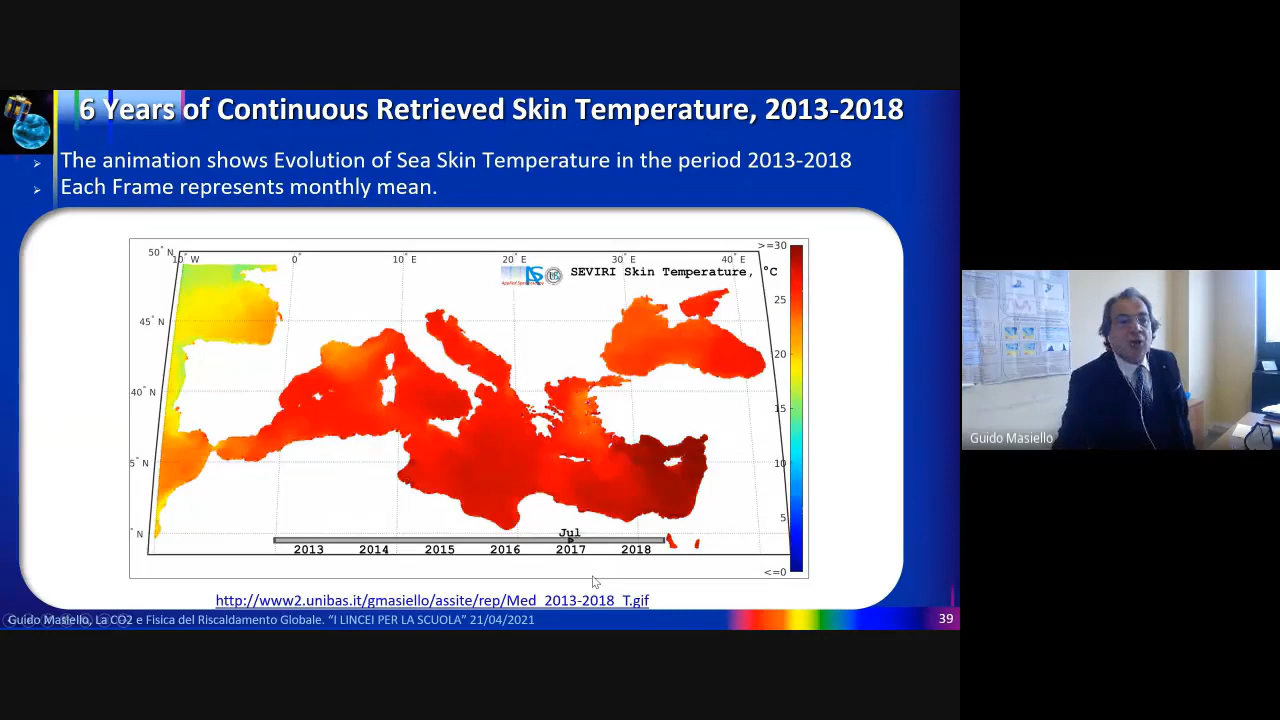 6 Years of Continuous Retrieved Skin Temperature, 2013-2018
The animation shows Evolution of Sea Skin Temperature in the period 2013-2018
Each Frame represents monthly mean.
50° N
10° W
0°
10° E
20° E
30° E
40° E
>=30
SEVIRI Skin Temperature, °C
25
45° N
20
40° N
15
5° N
10
° N
5
Jul
2013 2014 2015 2016 2017 2018
<=0
http://www2.unibas.it/gmasiello/assite/rep/Med_2013-2018_T.gif
Guido Masiello, La CO2 e Fisica del Riscaldamento Globale. “I LINCEI PER LA SCUOLA” 21/04/2021
39
Guido Masiello